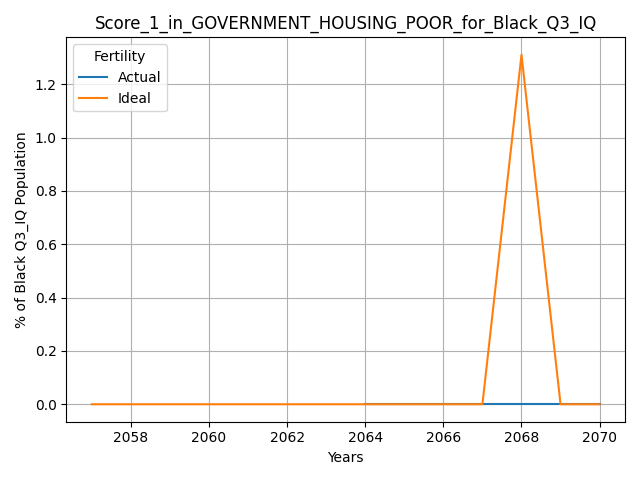 Score_1_in_GOVERNMENT_HOUSING_POOR_for_Black_Q3_IQ
Fertility
Actual
Ideal
% of Black Q3_IQ Population
1.2
1.0
0.8
0.6
0.4
0.2
0.0
2058 2060 2062 2064 2066 2068 2070
Years